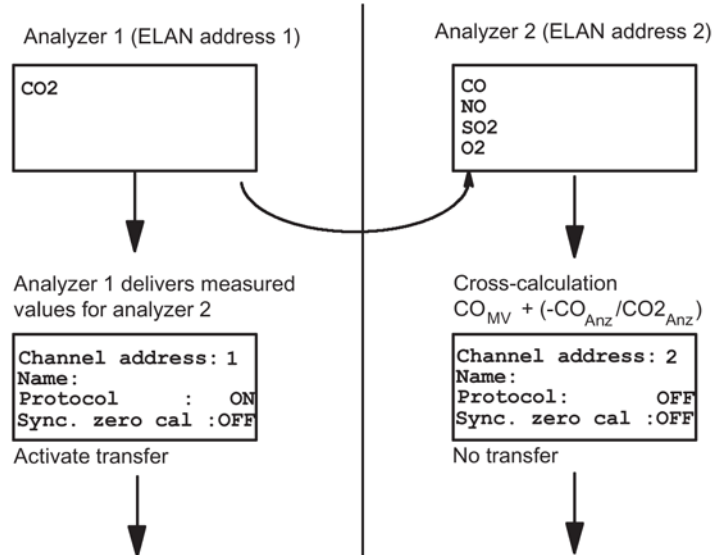 Analyzer 1 (ELAN address 1)
CO2
Analyzer 1 delivers measured
values for analyzer 2
Channel address: 1
Name:
Protocol : ON
Sync. zero cal :OFF
Activate transfer
Analyzer 2 (ELAN address 2)
CO
NO
SO2
O2
Cross-calculation
CO_MV + (-CO_Anz/CO2_Anz)
Channel address: 2
Name:
Protocol: OFF
Sync. zero cal :OFF
No transfer